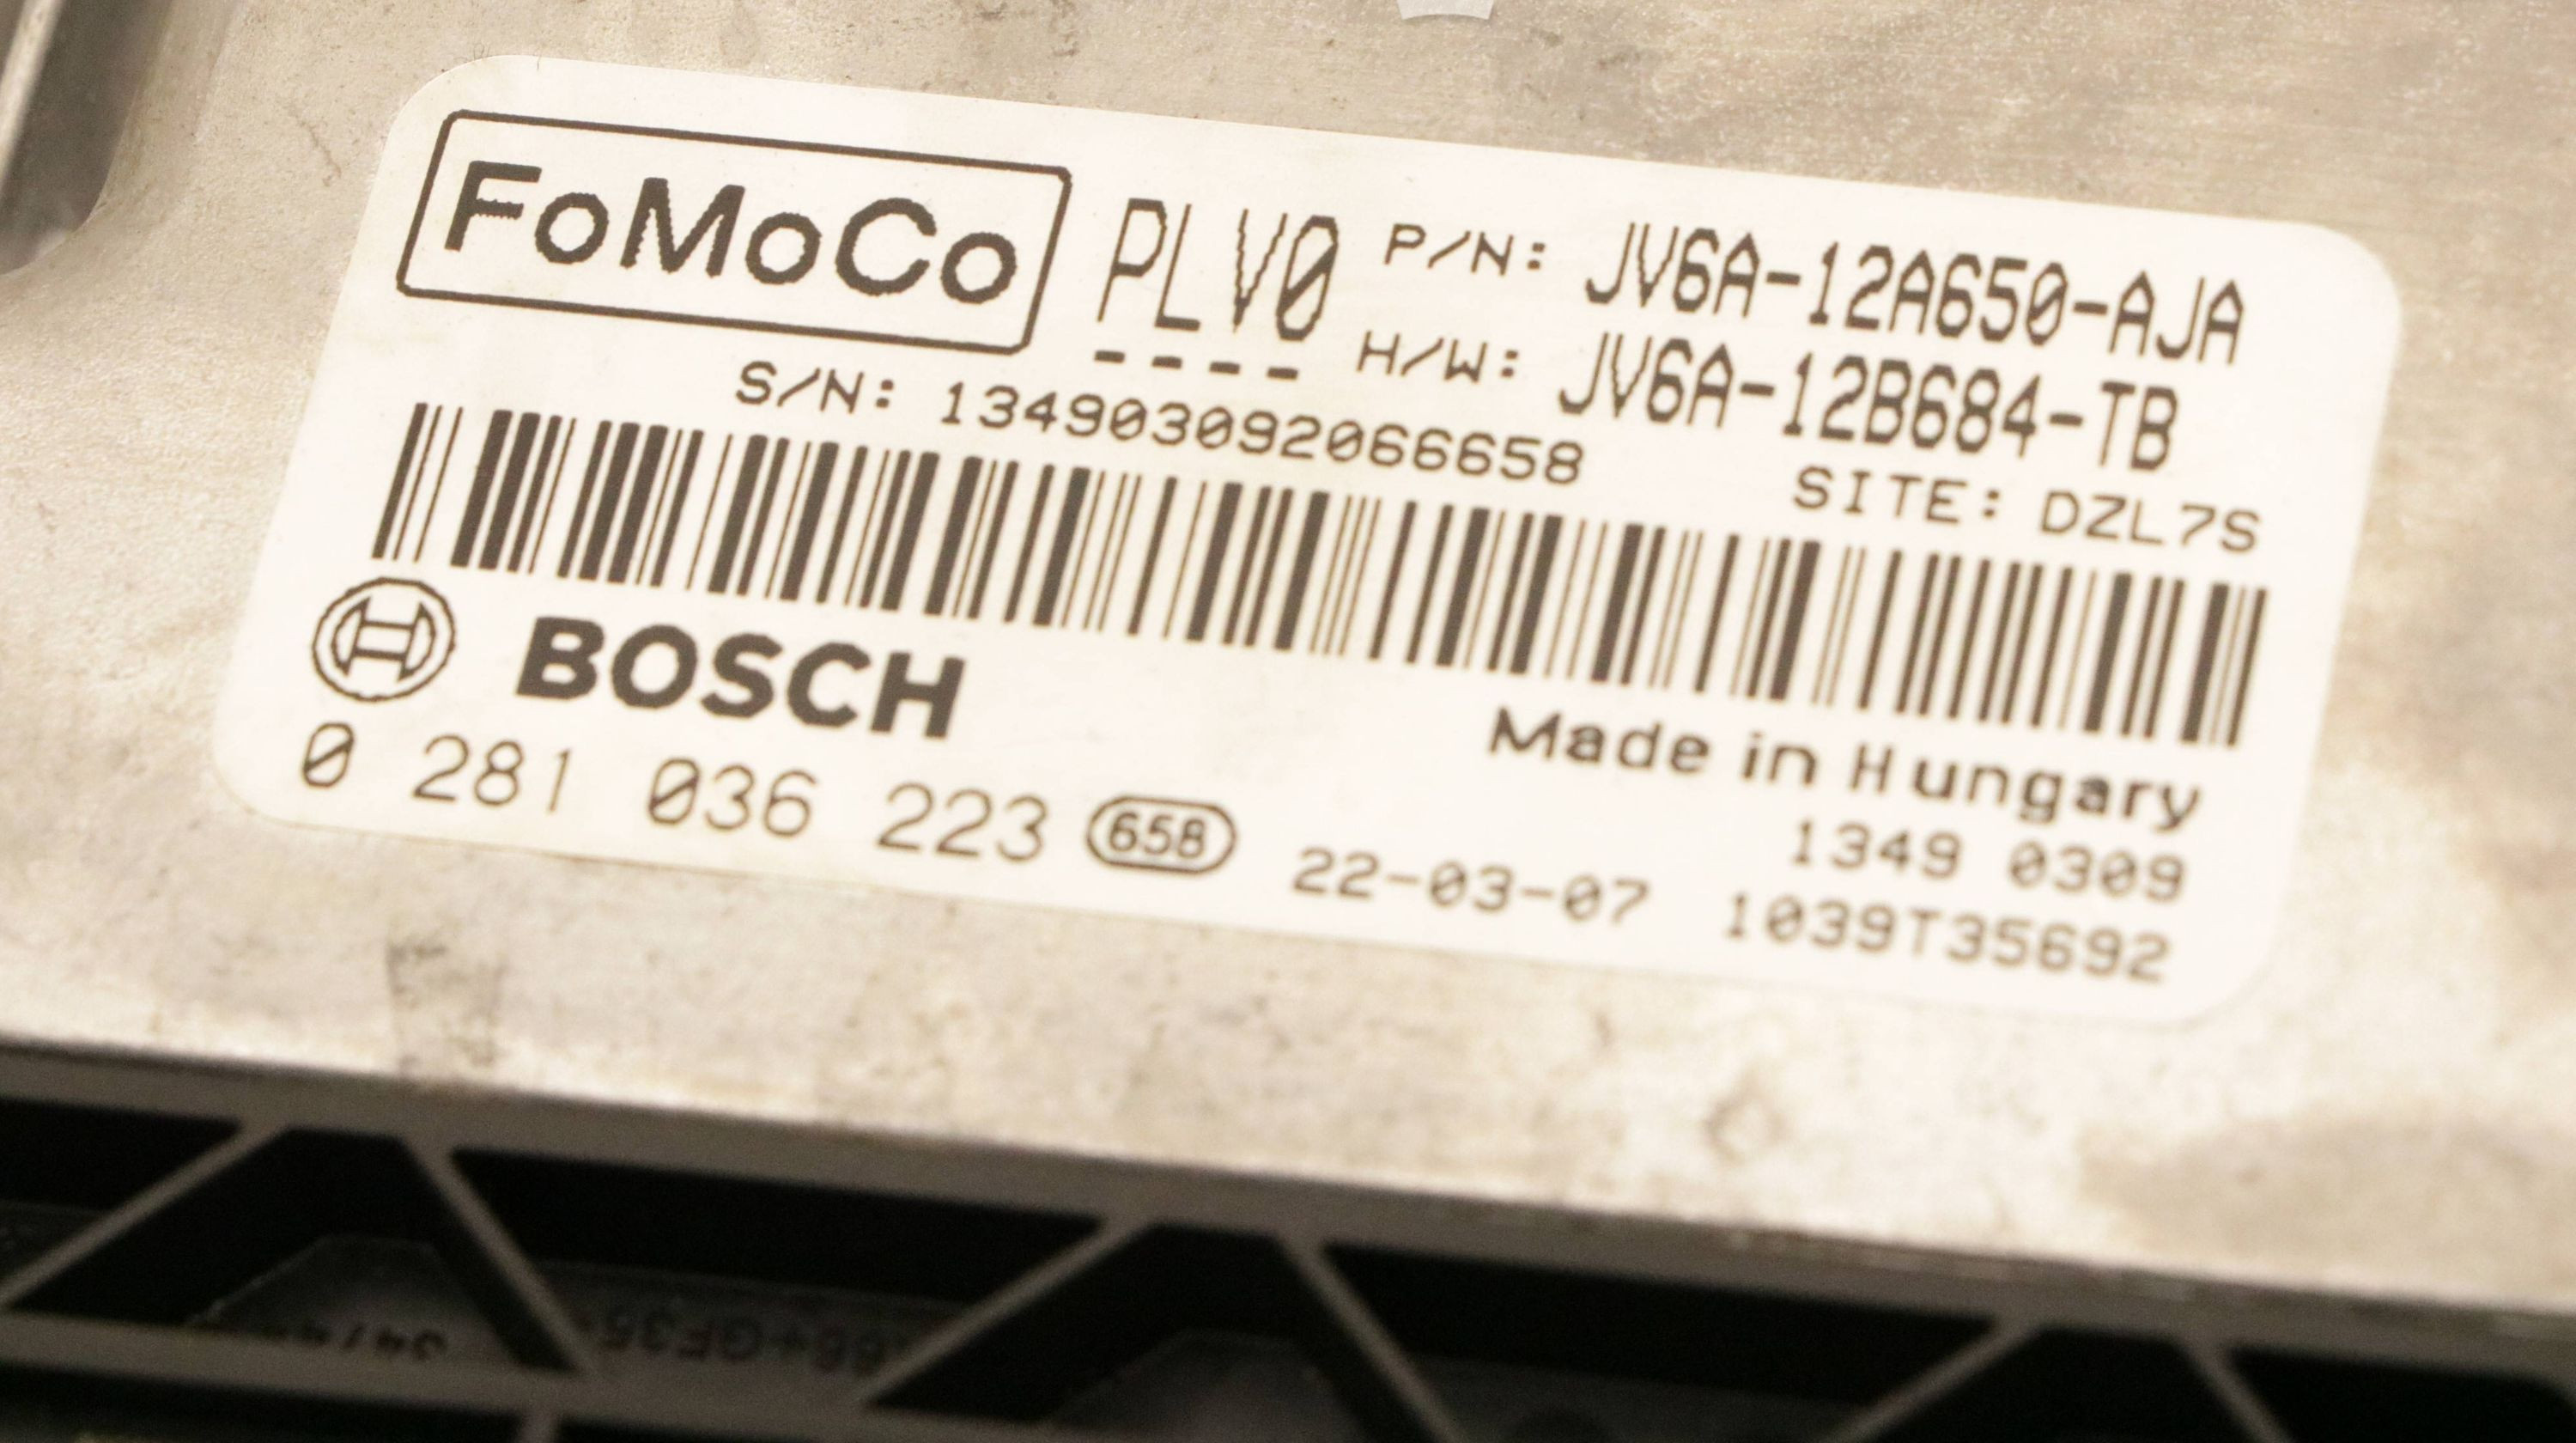 FoMoCo PLV0 P/N: JV6A-12A650-AJA
---- H/W: JV6A-12B684-TB
S/N: 134903092066658
SITE: DZL7S
BOSCH
Made in Hungary
0 281 036 223 658
1349 0309
22-03-07 1039T35692